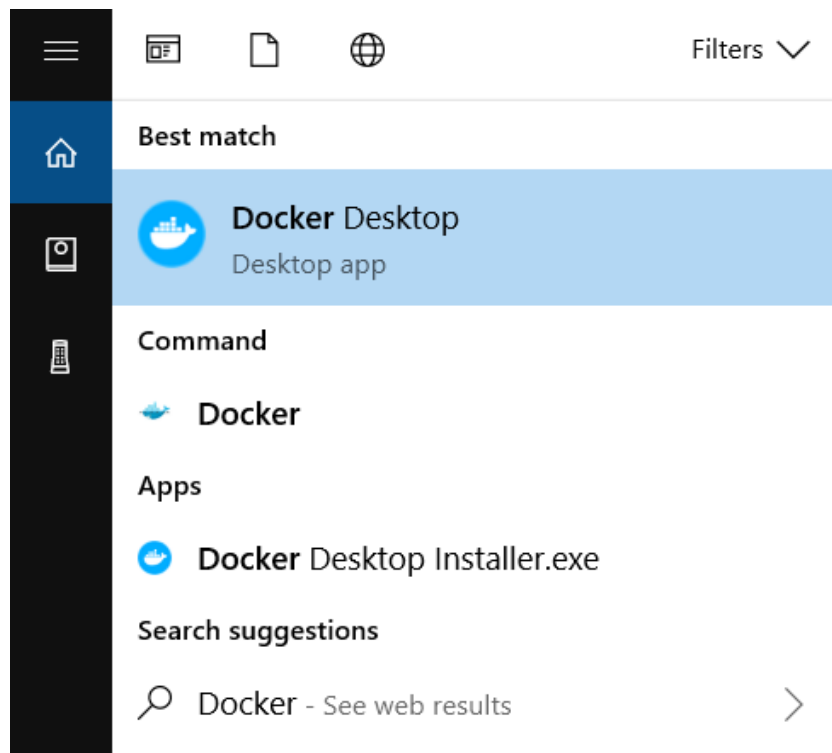 Filters
Best match
Docker Desktop
Desktop app
Command
Docker
Apps
Docker Desktop Installer.exe
Search suggestions
Docker - See web results